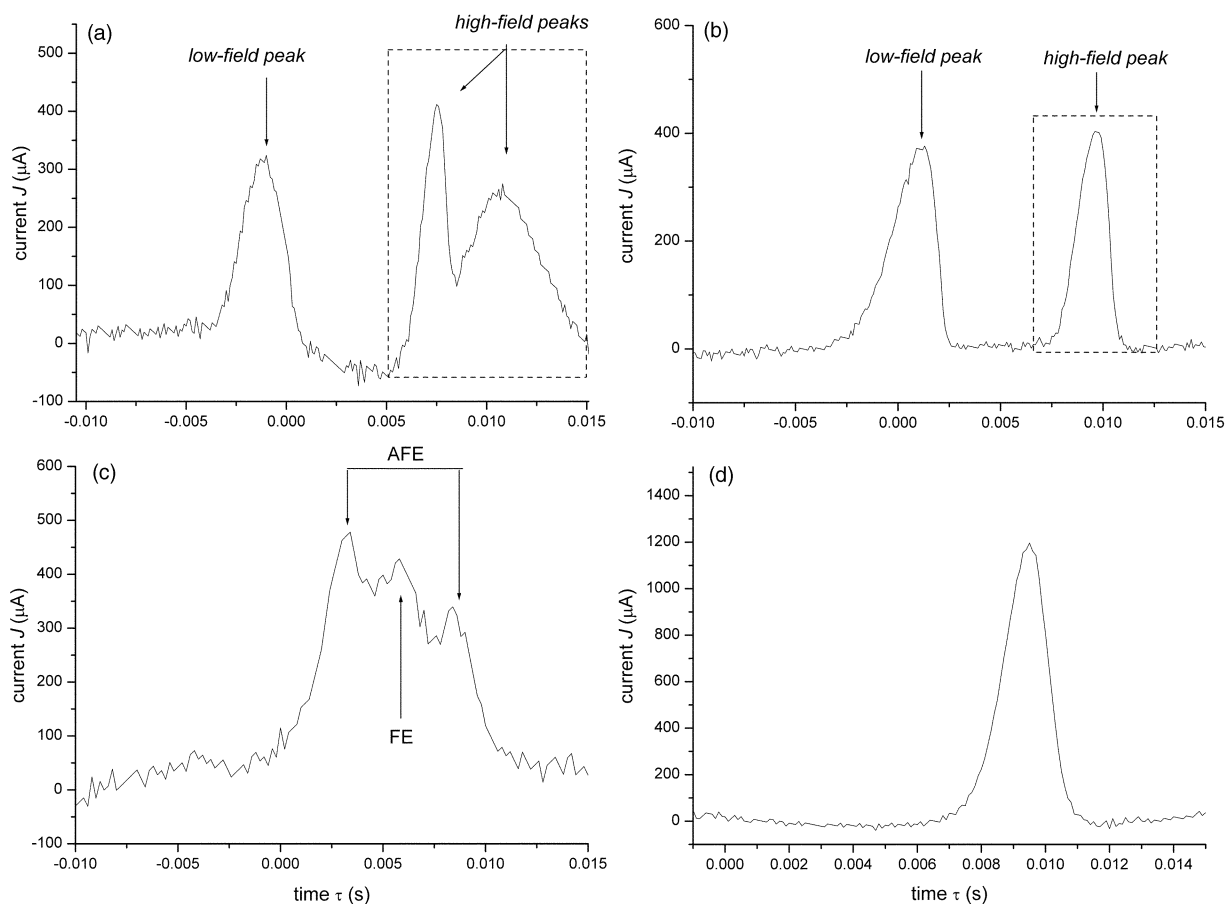 (a)
high-field peaks
low-field peak
500
400
300
200
100
0
-100
current J (μA)
-0.010 -0.005 0.000 0.005 0.010 0.015
(b)
low-field peak high-field peak
600
400
200
0
current J (μA)
-0.010 -0.005 0.000 0.005 0.010 0.015
(c)
AFE
FE
600
500
400
300
200
100
0
-100
current J (μA)
-0.010 -0.005 0.000 0.005 0.010 0.015
time τ (s)
(d)
1400
1200
1000
800
600
400
200
0
current J (μA)
0.000 0.002 0.004 0.006 0.008 0.010 0.012 0.014
time τ (s)